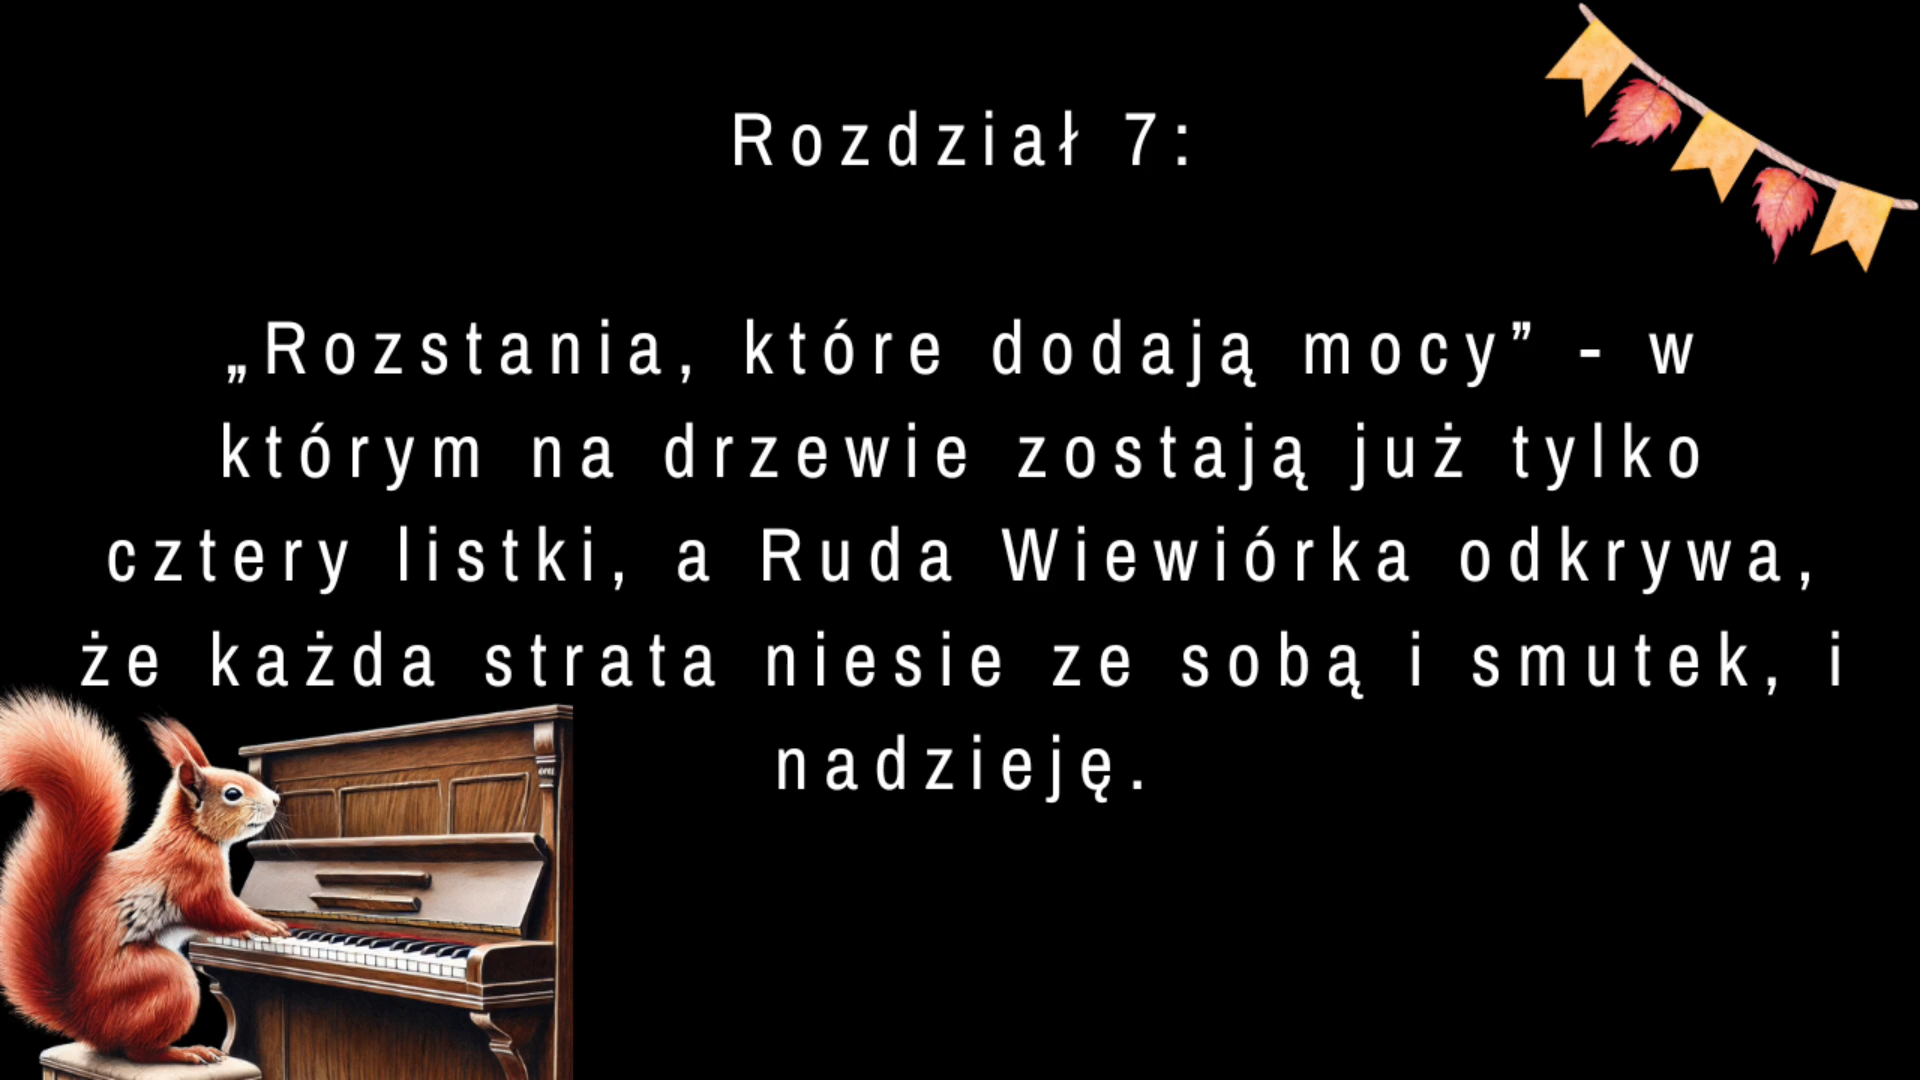 Rozdział 7:
„Rozstania, które dodają mocy” - w
którym na drzewie zostają już tylko
cztery listki, a Ruda Wiewiórka odkrywa,
że każda strata niesie ze sobą i smutek, i
nadzieję.